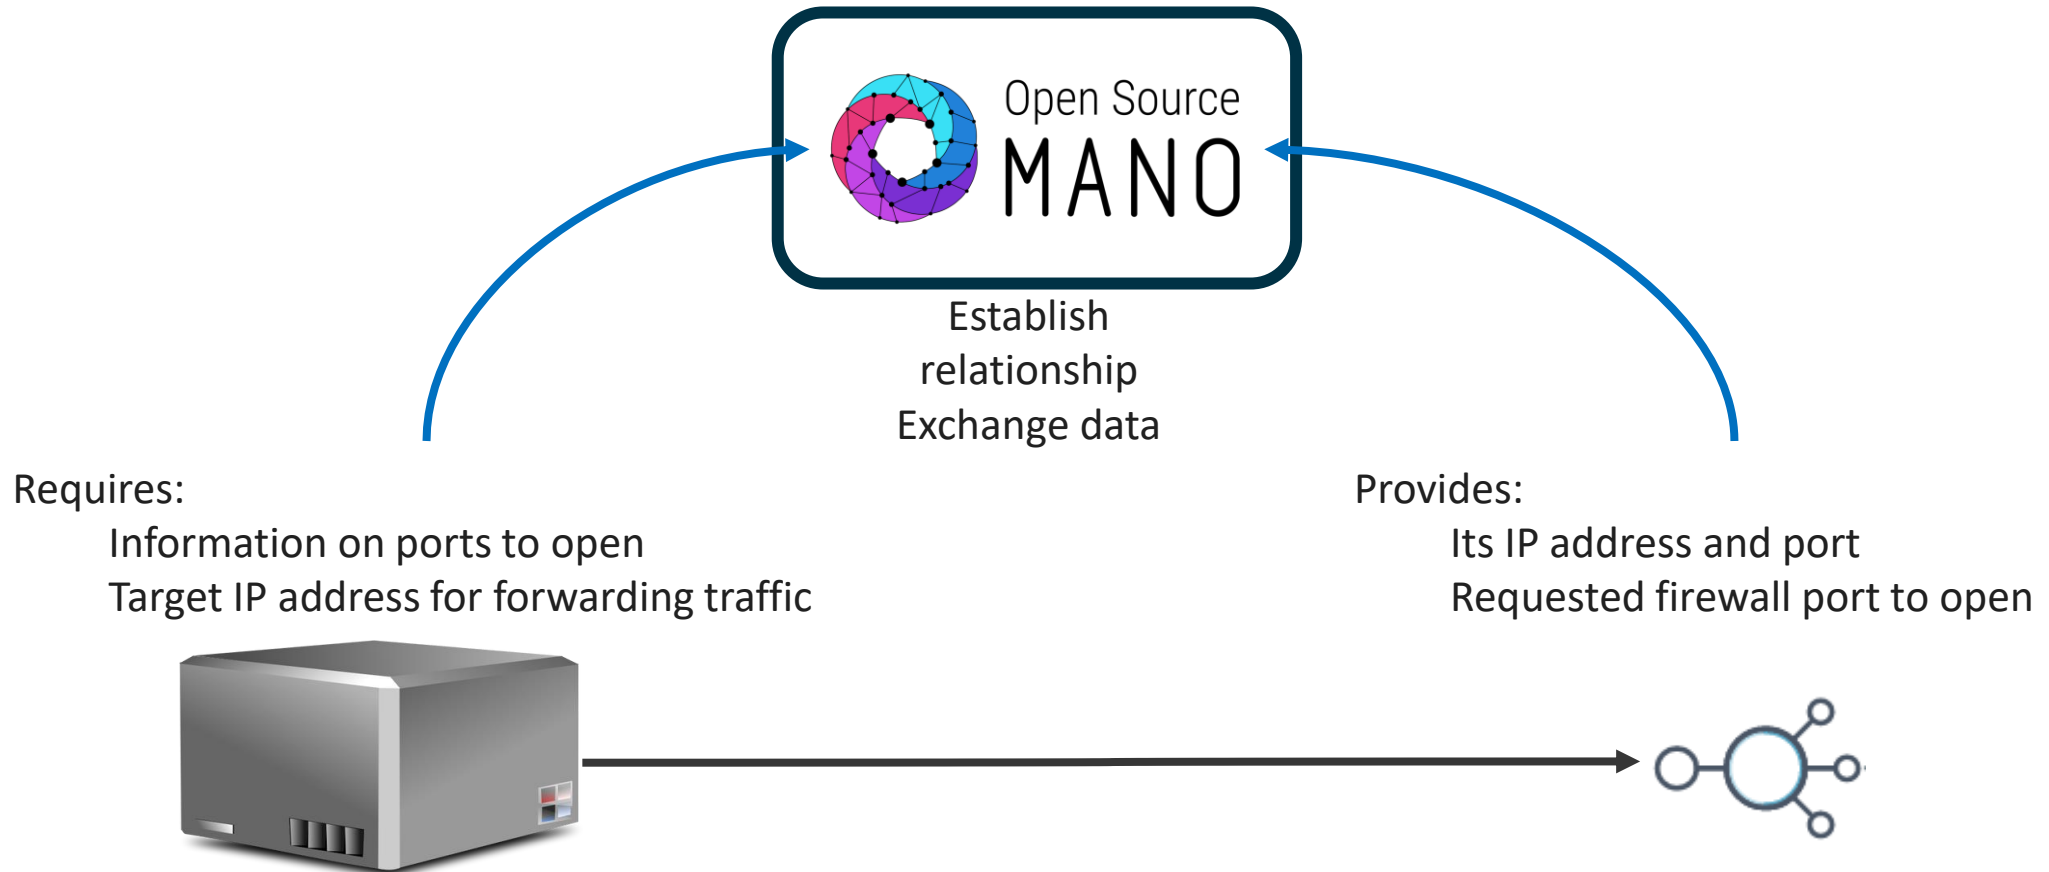 Open Source
MANO
Establish
relationship
Exchange data
Requires:
Information on ports to open
Target IP address for forwarding traffic
Provides:
Its IP address and port
Requested firewall port to open